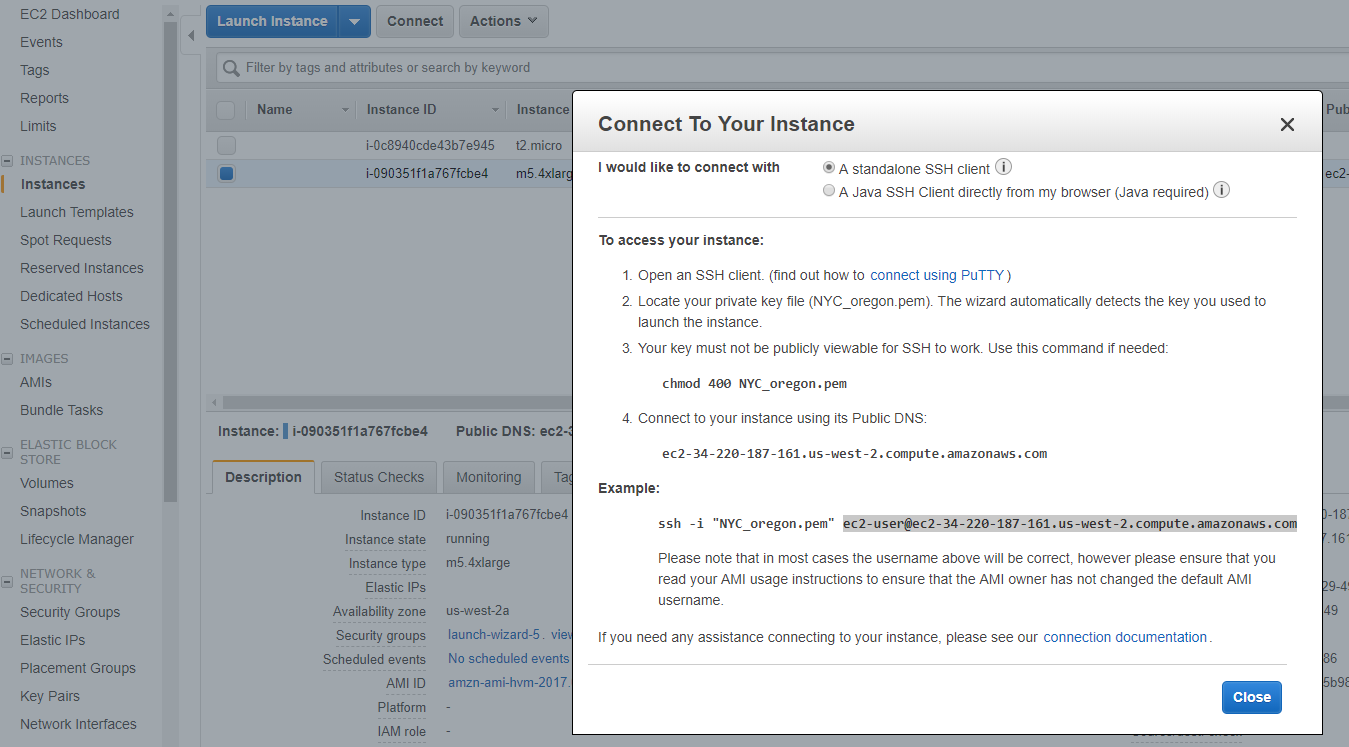 EC2 Dashboard
Events
Tags
Reports
Limits
INSTANCES
Instances
Launch Templates
Spot Requests
Reserved Instances
Dedicated Hosts
Scheduled Instances
IMAGES
AMIs
Bundle Tasks
ELASTIC BLOCK
STORE
Volumes
Snapshots
Lifecycle Manager
NETWORK &
SECURITY
Security Groups
Elastic IPs
Placement Groups
Key Pairs
Network Interfaces
Launch Instance Connect Actions
Filter by tags and attributes or search by keyword
Name Instance ID Instance
i-0c8940cde43b7e945 t2.micro
i-090351f1a767fcbe4 m5.4xlarg
Publ
ec2-
Instance: i-090351f1a767fcbe4 Public DNS: ec2-3
Description Status Checks Monitoring Tag
Instance ID i-090351f1a767fcbe4
Instance state running
Instance type m5.4xlarge
Elastic IPs
Availability zone us-west-2a
Security groups launch-wizard-5. view
Scheduled events No scheduled events
AMI ID amzn-ami-hvm-2017.
Platform -
IAM role -
Connect To Your Instance
I would like to connect with
A standalone SSH client
A Java SSH Client directly from my browser (Java required)
To access your instance:
1. Open an SSH client. (find out how to connect using PuTTY)
2. Locate your private key file (NYC_oregon.pem). The wizard automatically detects the key you used to
launch the instance.
3. Your key must not be publicly viewable for SSH to work. Use this command if needed:
chmod 400 NYC_oregon.pem
4. Connect to your instance using its Public DNS:
ec2-34-220-187-161.us-west-2.compute.amazonaws.com
Example:
ssh -i "NYC_oregon.pem" ec2-user@ec2-34-220-187-161.us-west-2.compute.amazonaws.com
Please note that in most cases the username above will be correct, however please ensure that you
read your AMI usage instructions to ensure that the AMI owner has not changed the default AMI
username.
If you need any assistance connecting to your instance, please see our connection documentation.
Close